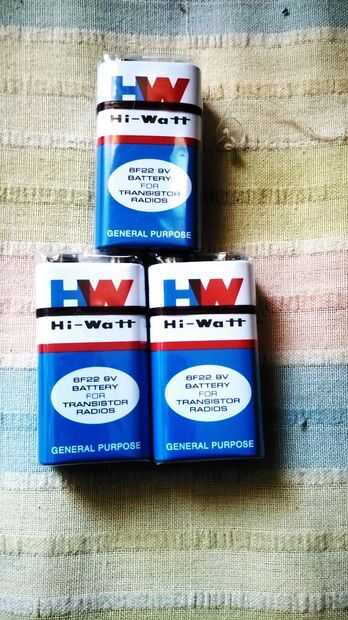 HW
Hi-Watt
6F22 9V
BATTERY
FOR
TRANSISTOR
RADIOS
GENERAL PURPOSE
HW
Hi-Watt
6F22 9V
BATTERY
FOR
TRANSISTOR
RADIOS
GENERAL PURPOSE
HW
Hi-Watt
6F22 9V
BATTERY
FOR
TRANSISTOR
RADIOS
GENERAL PURPOSE